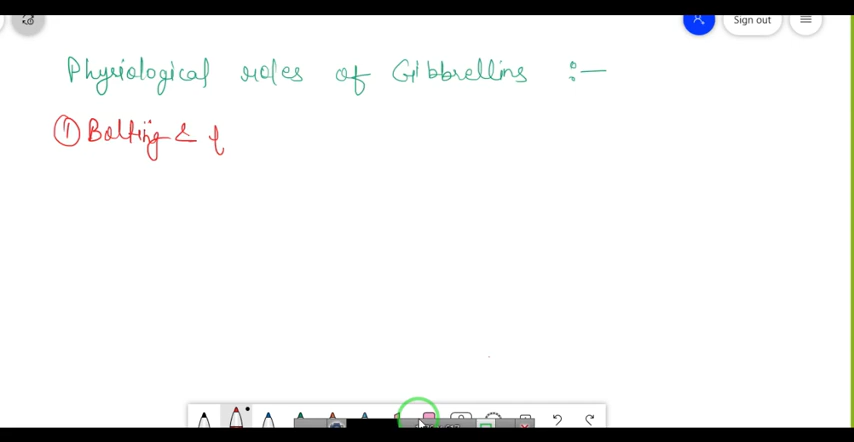 Sign out
Physiological roles of Gibbrellins :-
① Bolting &